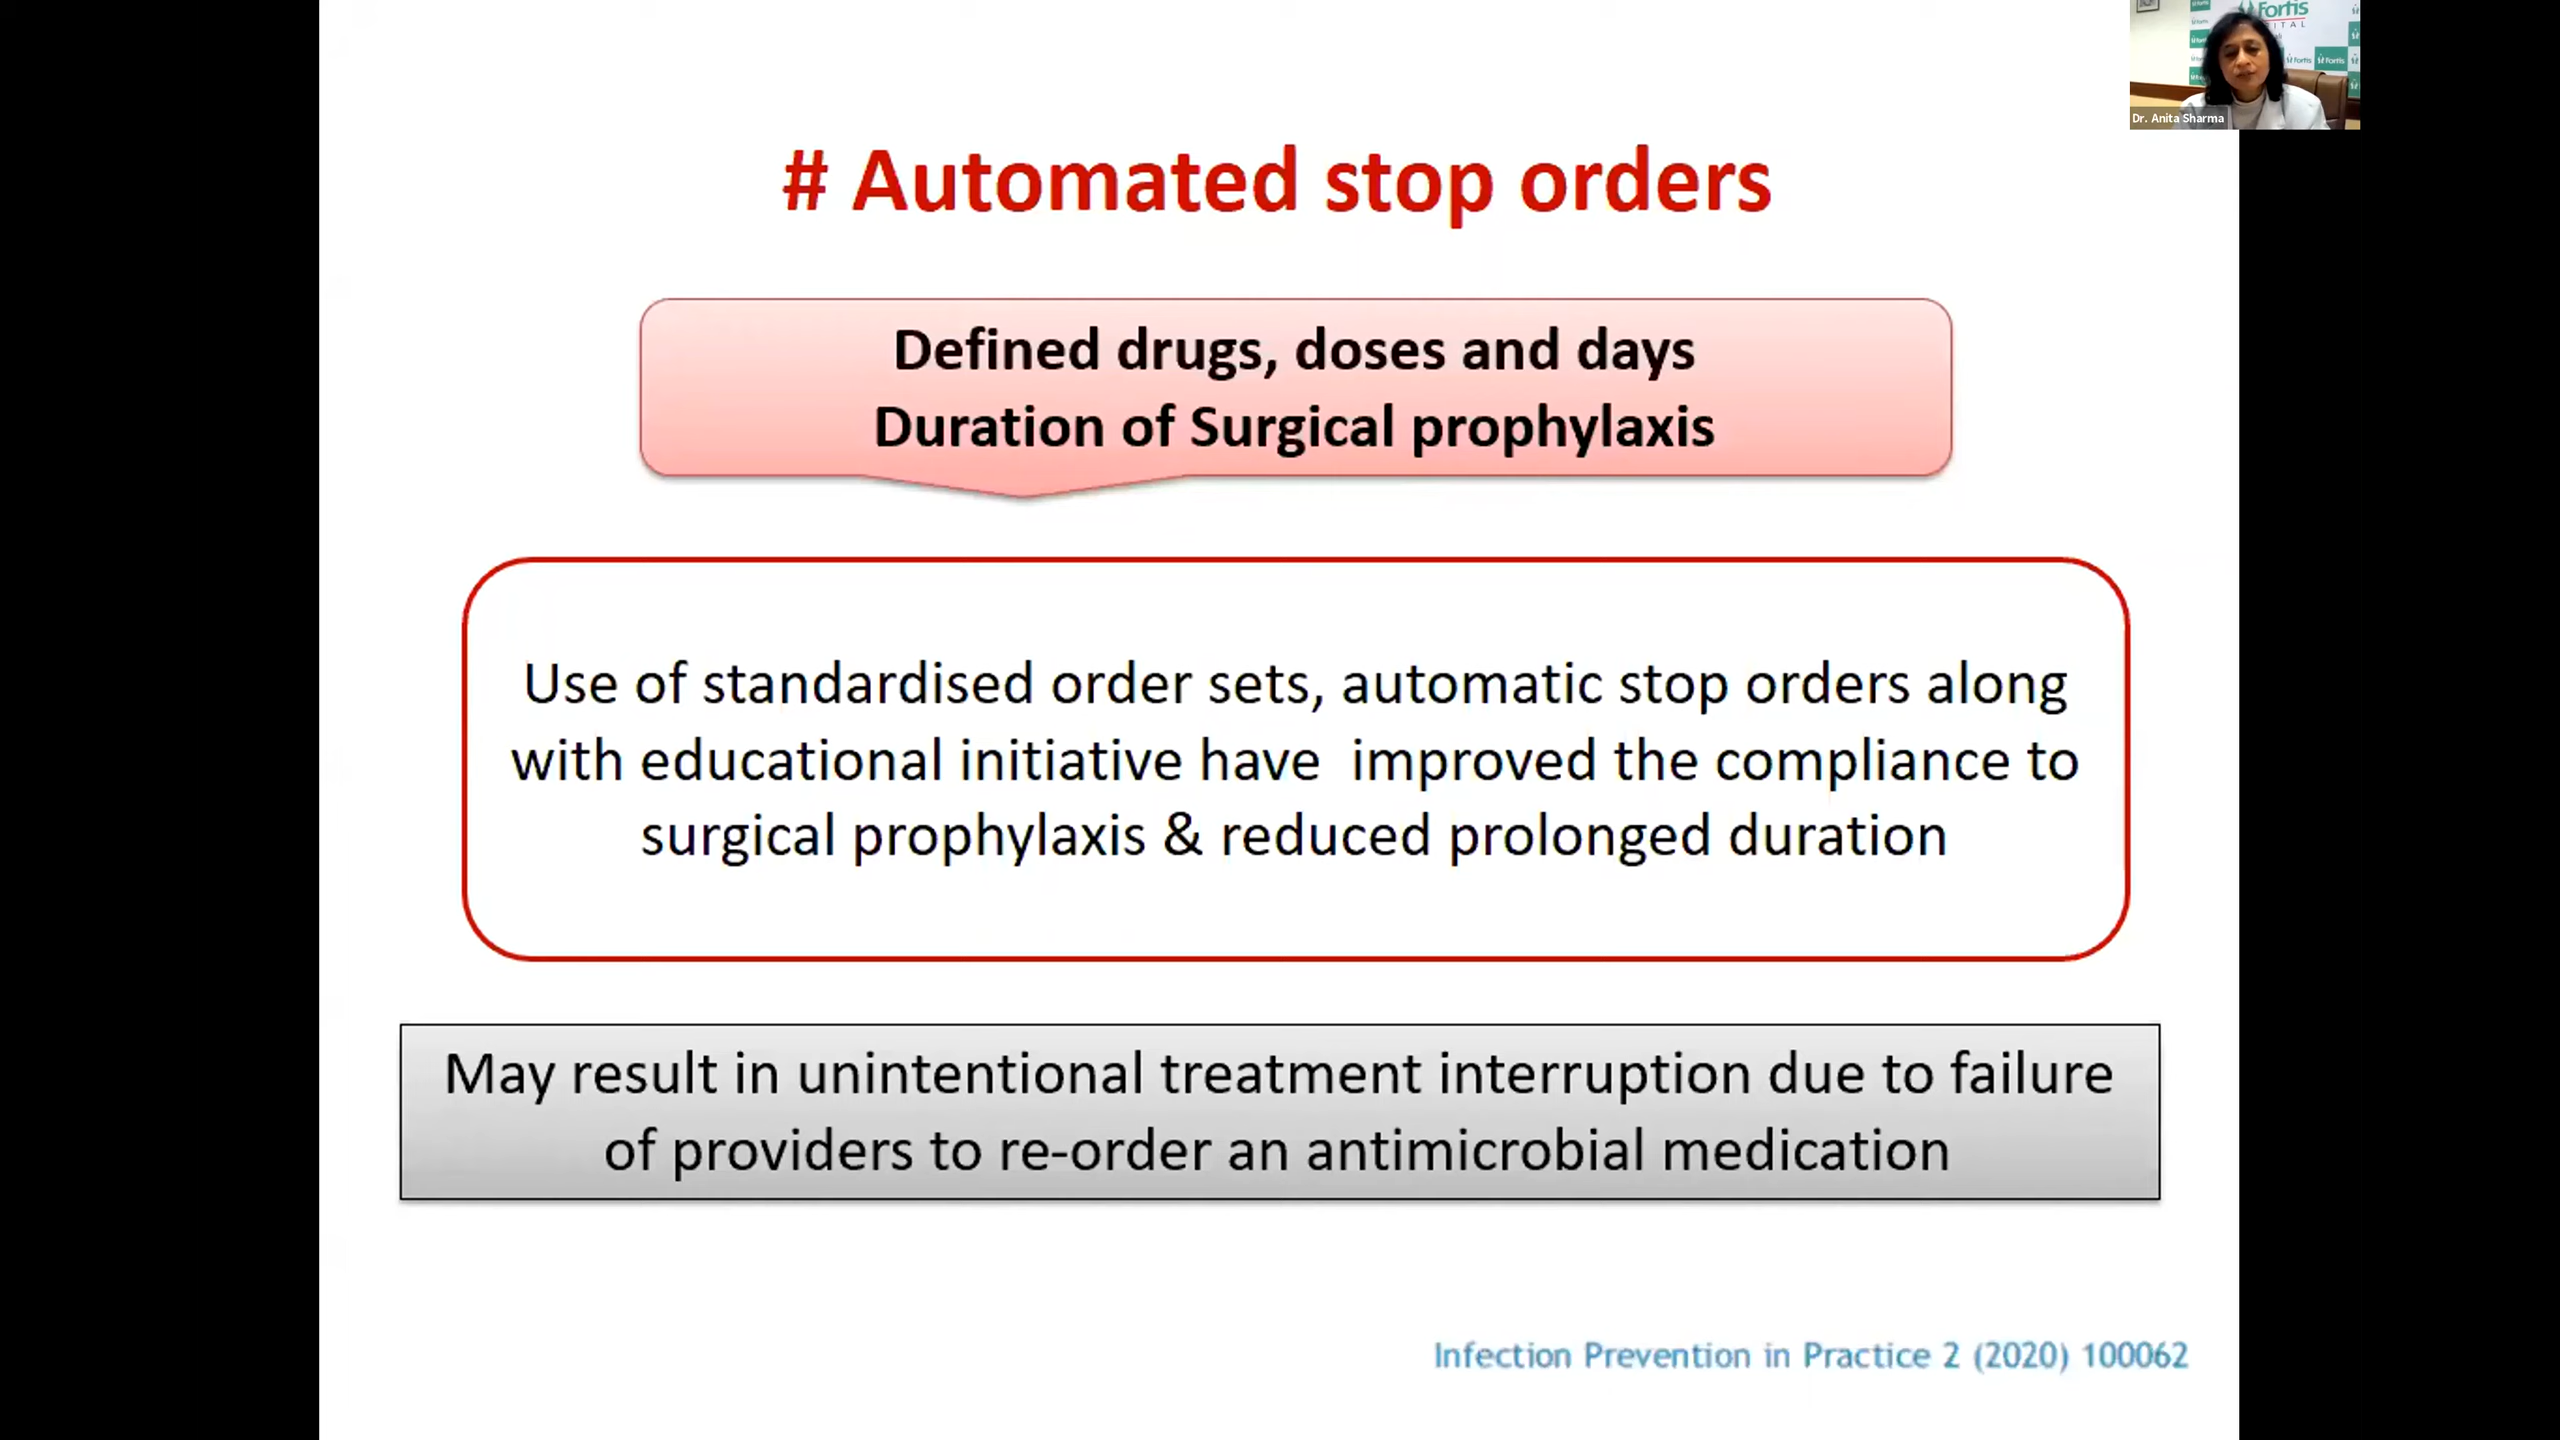 Fortis
Dr. Anita Sharma
# Automated stop orders
Defined drugs, doses and days
Duration of Surgical prophylaxis
Use of standardised order sets, automatic stop orders along
with educational initiative have improved the compliance to
surgical prophylaxis & reduced prolonged duration
May result in unintentional treatment interruption due to failure
of providers to re-order an antimicrobial medication
Infection Prevention in Practice 2 (2020) 100062